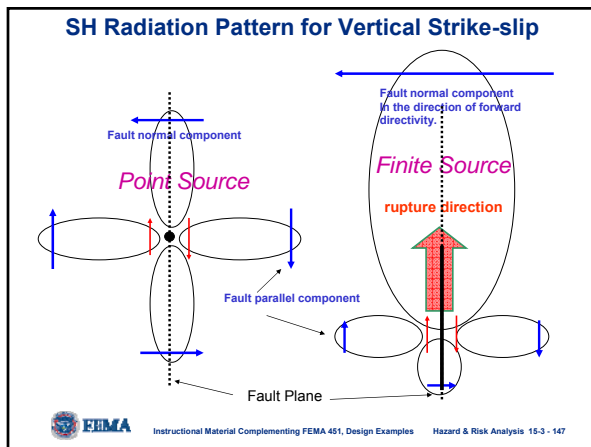 SH Radiation Pattern for Vertical Strike-slip
Fault normal component
Point Source
Fault normal component
In the direction of forward
directivity.
Finite Source
rupture direction
Fault parallel component
Fault Plane
FEMA
Instructional Material Complementing FEMA 451, Design Examples
Hazard & Risk Analysis 15-3 - 147